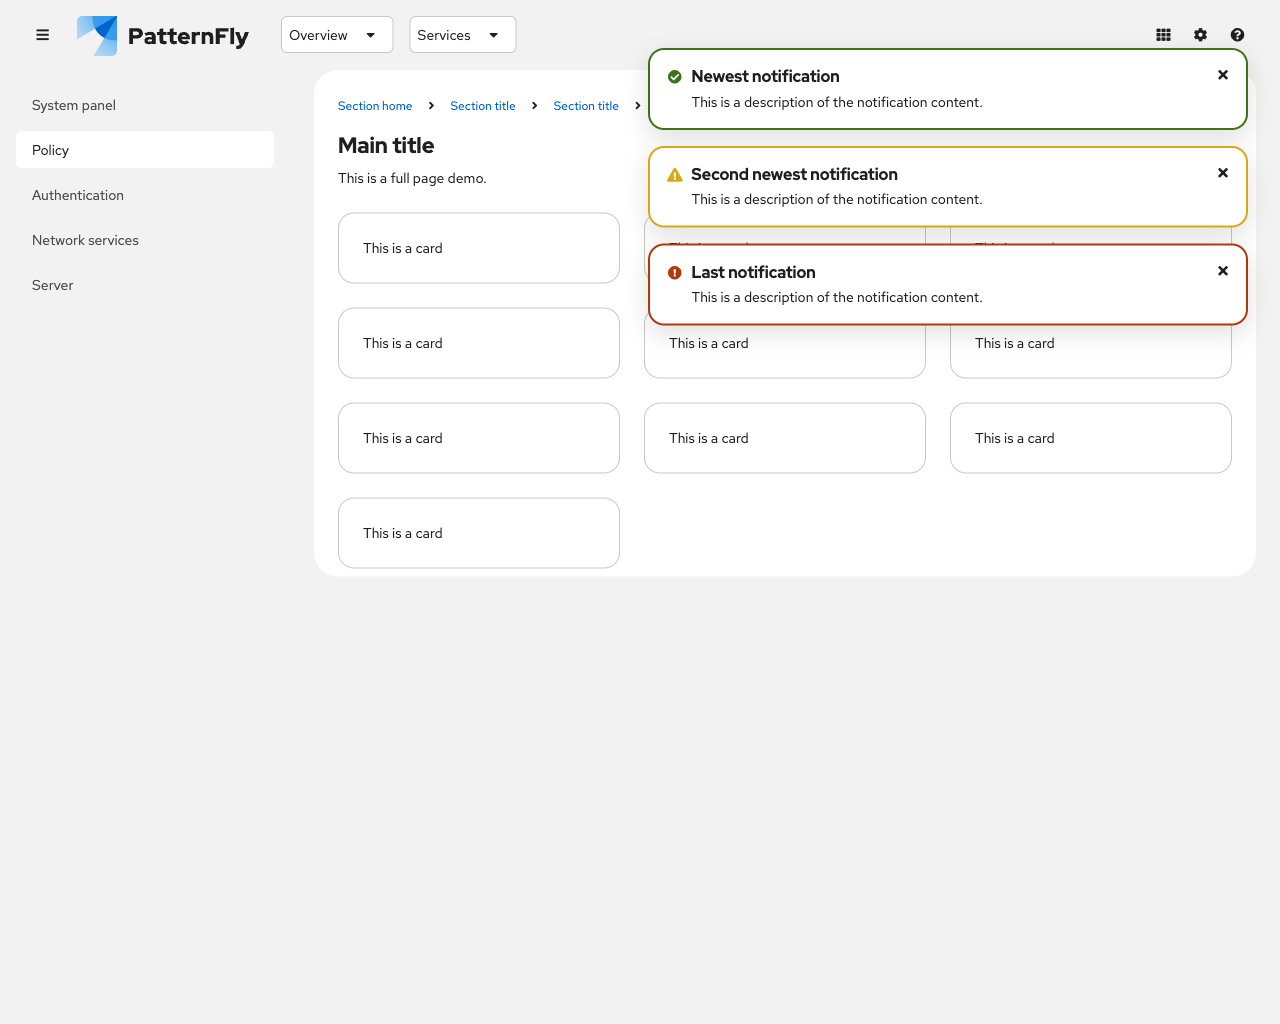 PatternFly
Overview
Services
System panel
Policy
Authentication
Network services
Server
Section home
Section title
Section title
Main title
This is a full page demo.
Newest notification
This is a description of the notification content.
Second newest notification
This is a description of the notification content.
Last notification
This is a description of the notification content.
This is a card
This is a card
This is a card
This is a card
This is a card
This is a card
This is a card
This is a card